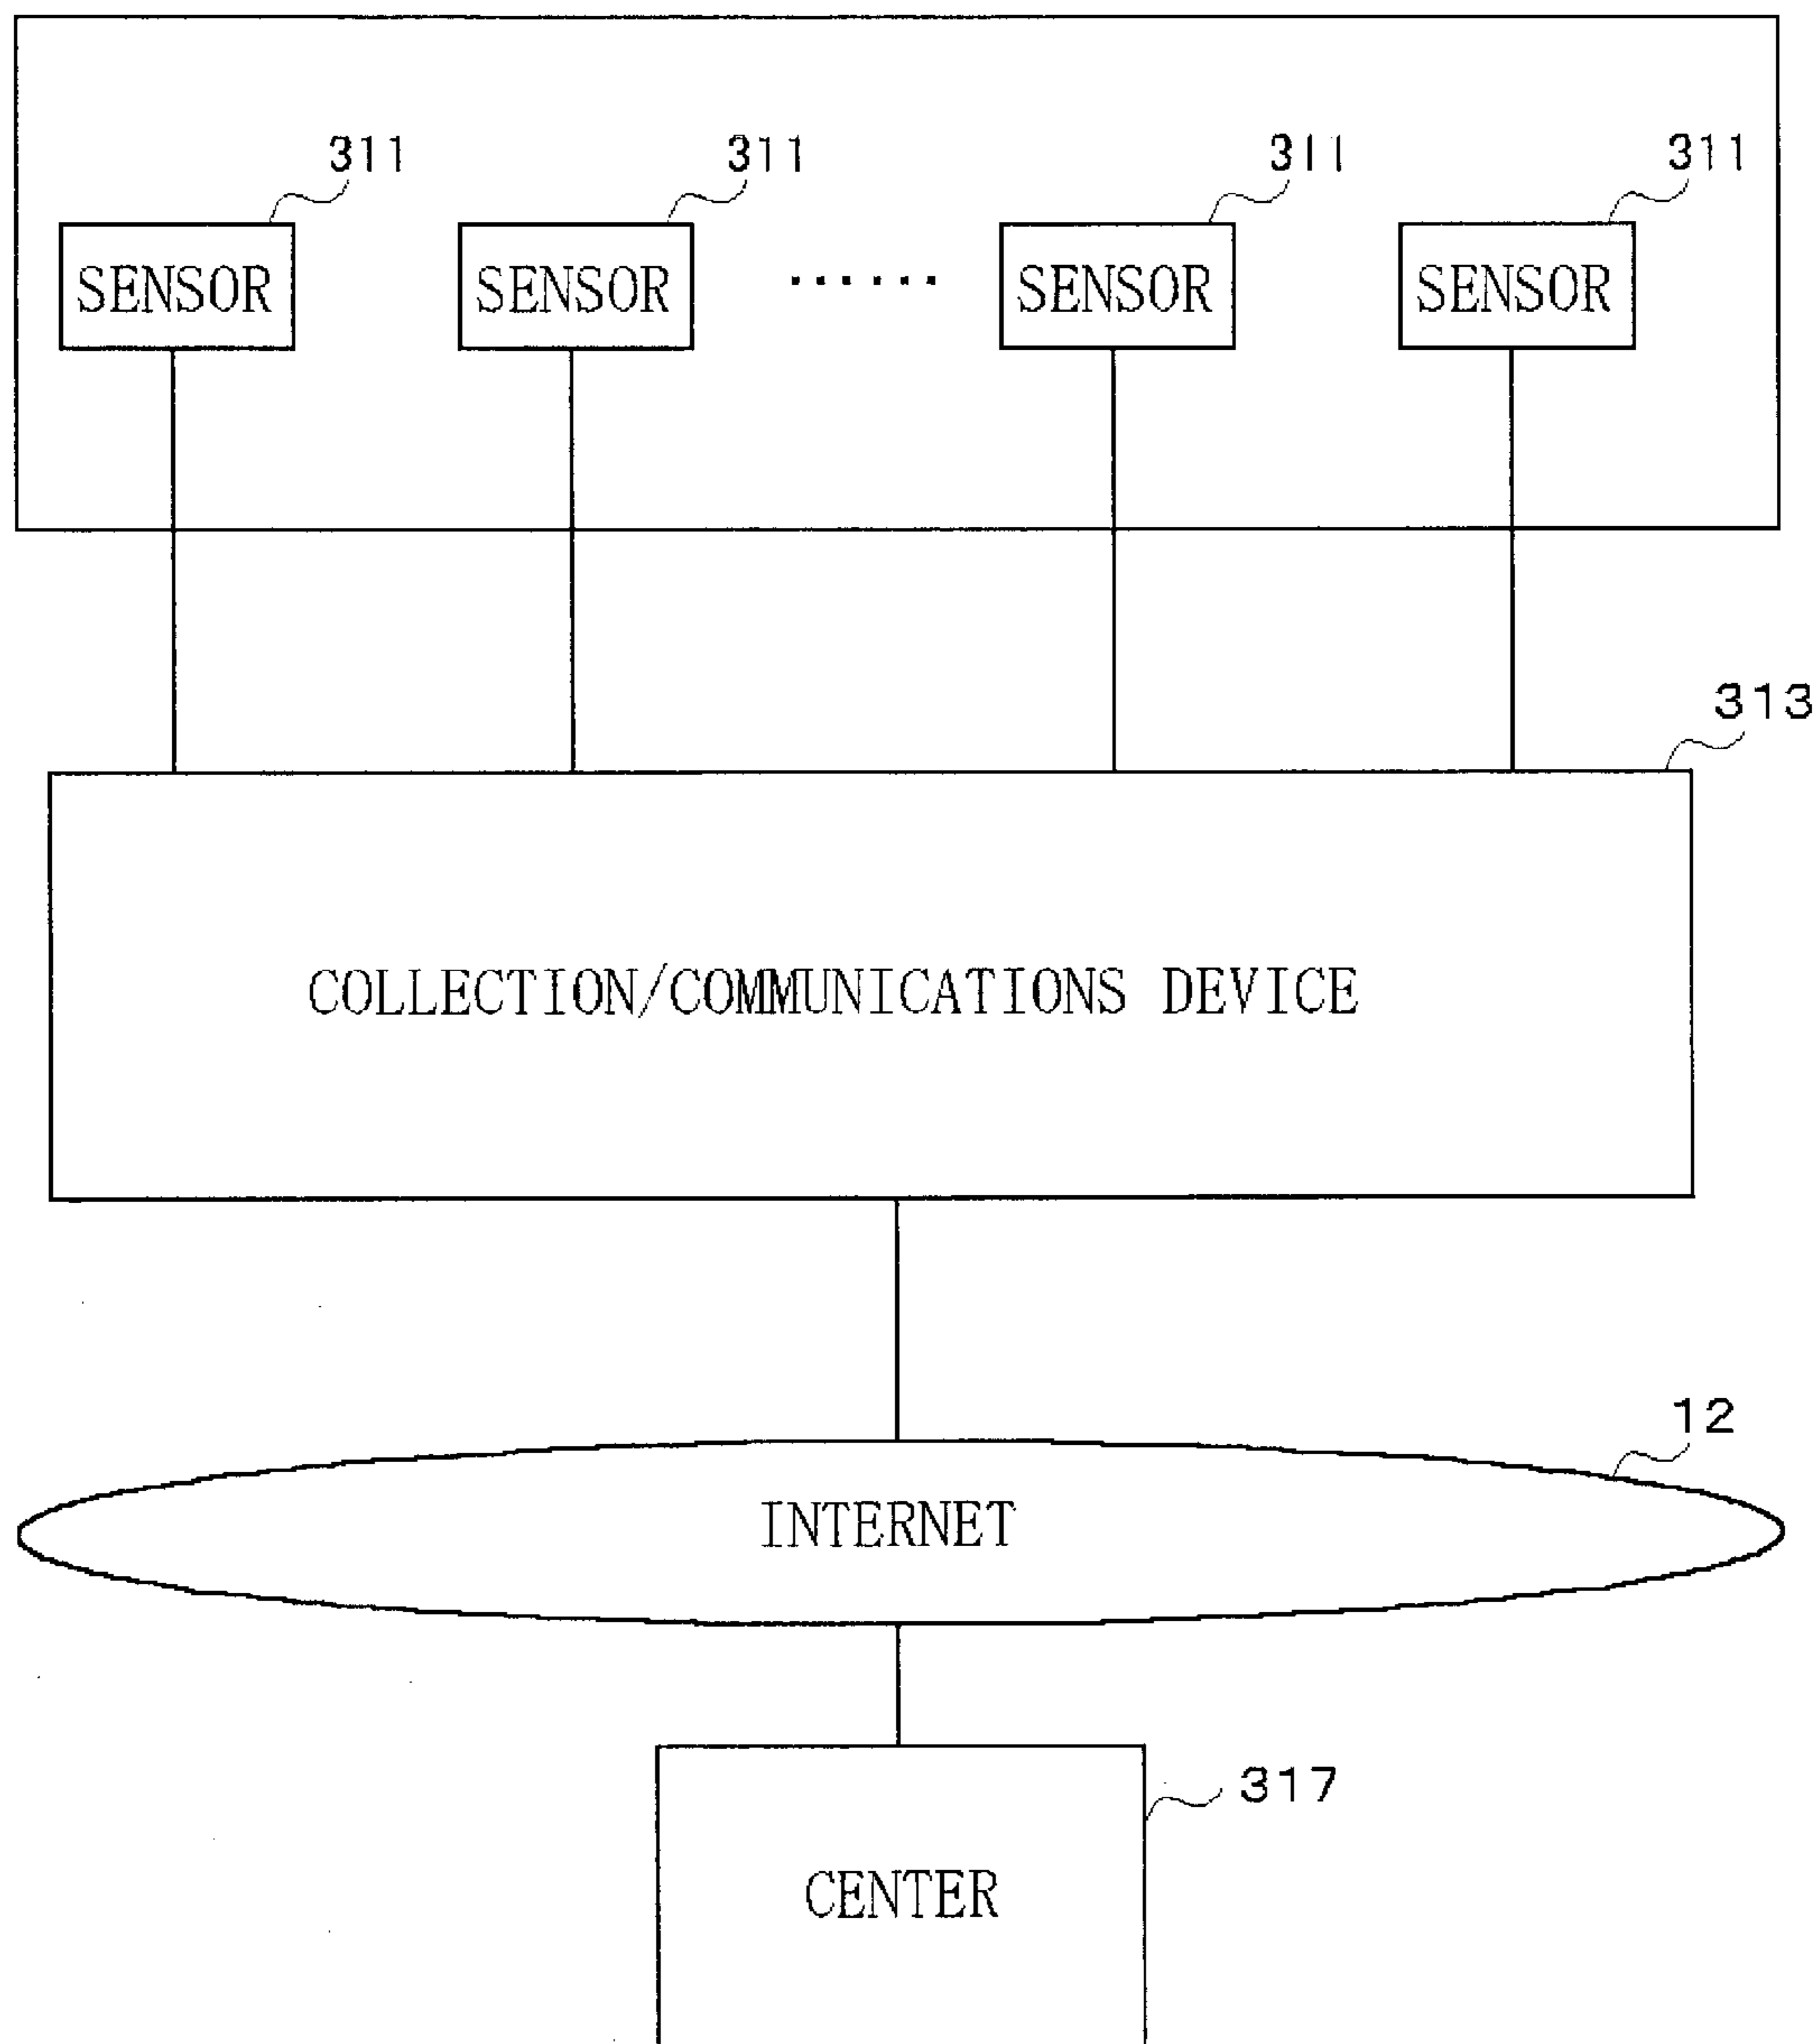 311 311 311 311
SENSOR SENSOR ...... SENSOR SENSOR
313
COLLECTION/COMMUNICATIONS DEVICE
12
INTERNET
317
CENTER